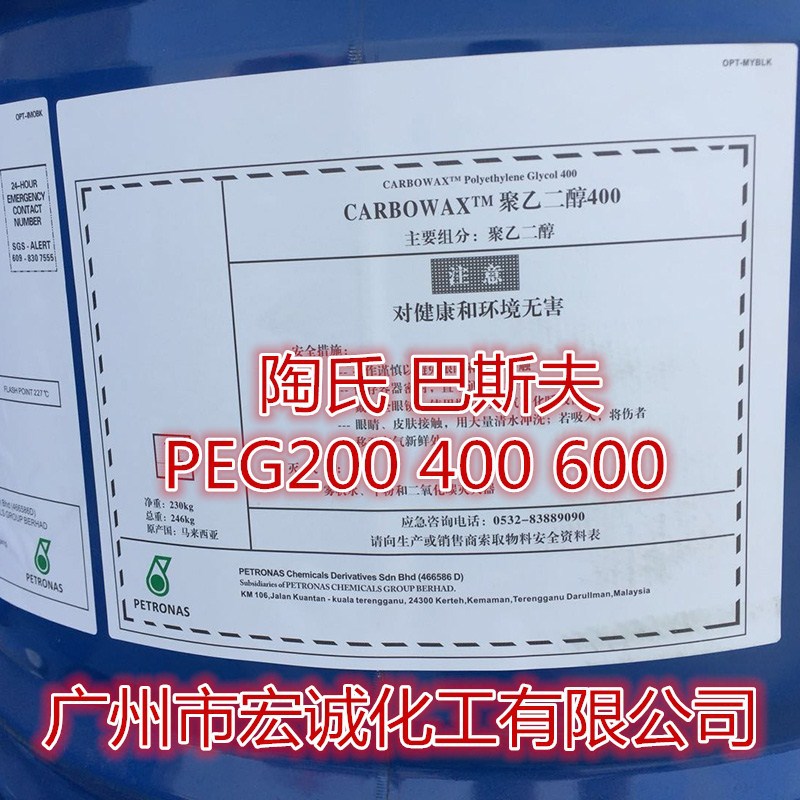 OPT-MYBLK
OPT-IMOBK
24-HOUR
EMERGENCY
CONTACT
NUMBER
SGS - ALERT
609 - 830 7555
FLASH POINT 227℃
Bhd (466586D)
LS GROUP BERHAD
PETRONAS
CARBOWAX™ Polyethylene Glycol 400
CARBOWAX™ 聚乙二醇400
主要组分：聚乙二醇
注 意
对健康和环境无害
安全措施：
陶氏 巴斯夫
--- 眼睛、皮肤接触，用大量清水冲洗；若吸入，将伤者
PEG200 400 600
净重：230kg
总重：246kg
原产国：马来西亚
应急咨询电话：0532-83889090
请向生产或销售商索取物料安全资料表
PETRONAS
PETRONAS Chemicals Derivatives Sdn Bhd (466586 D)
Subsidiaries of PETRONAS CHEMICALS GROUP BERHAD.
KM 106,Jalan Kuantan - kuala terengganu, 24300 Kerteh,Kemaman,Terengganu Darullman,Malaysia
广州市宏诚化工有限公司